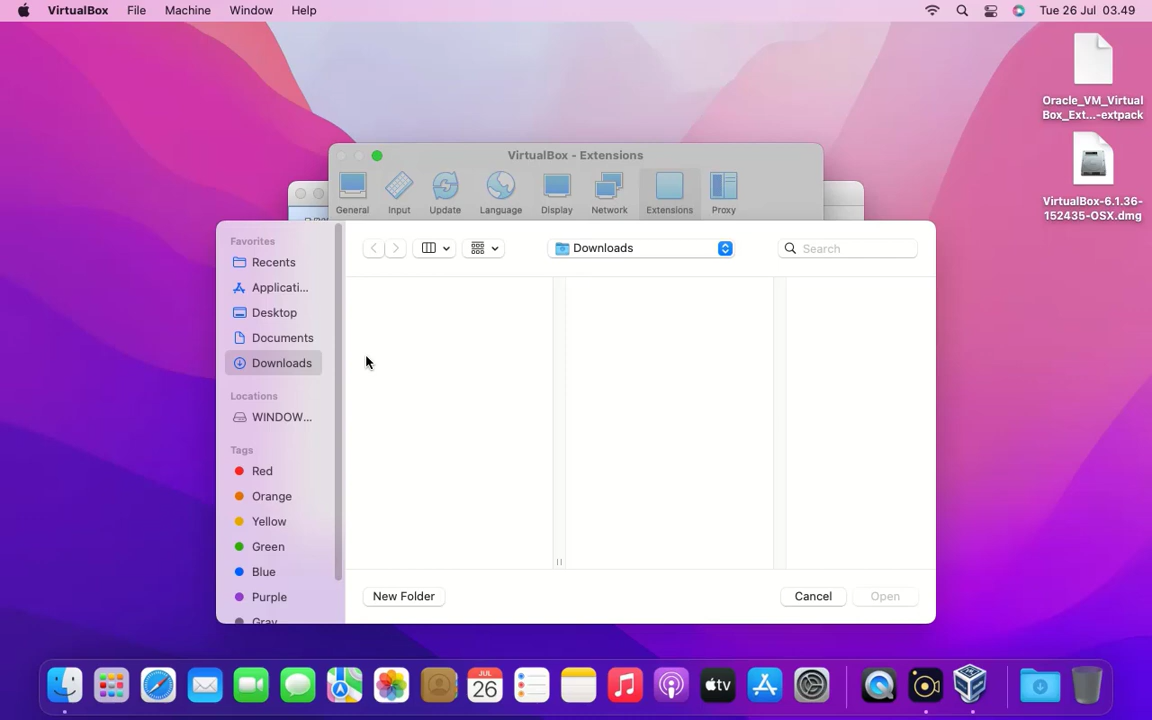 VirtualBox File Machine Window Help
Tue 26 Jul 03.49
Oracle_VM_Virtual
Box_Ext...-extpack
VirtualBox-6.1.36-
152435-OSX.dmg
VirtualBox - Extensions
General Input Update Language Display Network Extensions Proxy
Favorites
Recents
Applicati...
Desktop
Documents
Downloads
Locations
WINDOW...
Tags
Red
Orange
Yellow
Green
Blue
Purple
Gray
Downloads
Search
New Folder
Cancel
Open
JUL
26
tv